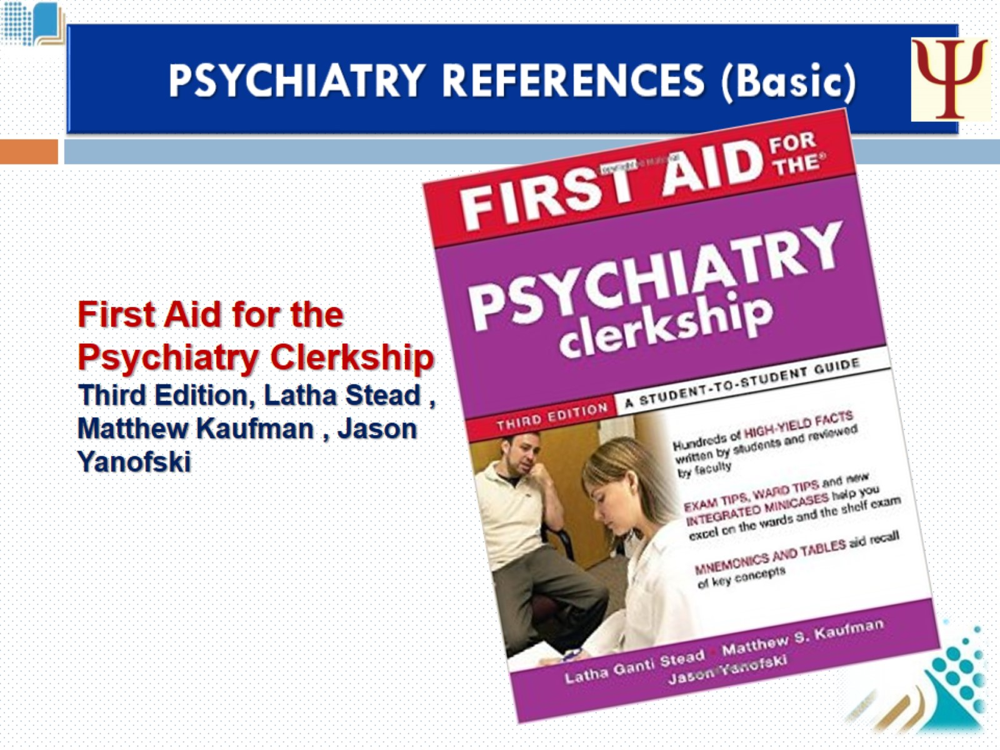 PSYCHIATRY REFERENCES (Basic)
Ψ
First Aid for the
Psychiatry Clerkship
Third Edition, Latha Stead ,
Matthew Kaufman , Jason
Yanofski
FIRST AID FOR THE®
PSYCHIATRY
clerkship
THIRD EDITION
A STUDENT-TO-STUDENT GUIDE
Hundreds of HIGH-YIELD FACTS
written by students and reviewed
by faculty
EXAM TIPS, WARD TIPS and new
INTEGRATED MINICASES help you
excel on the wards and the shelf exam
MNEMONICS AND TABLES aid recall
of key concepts
Latha Ganti Stead Matthew S. Kaufman
Jason Yanofski